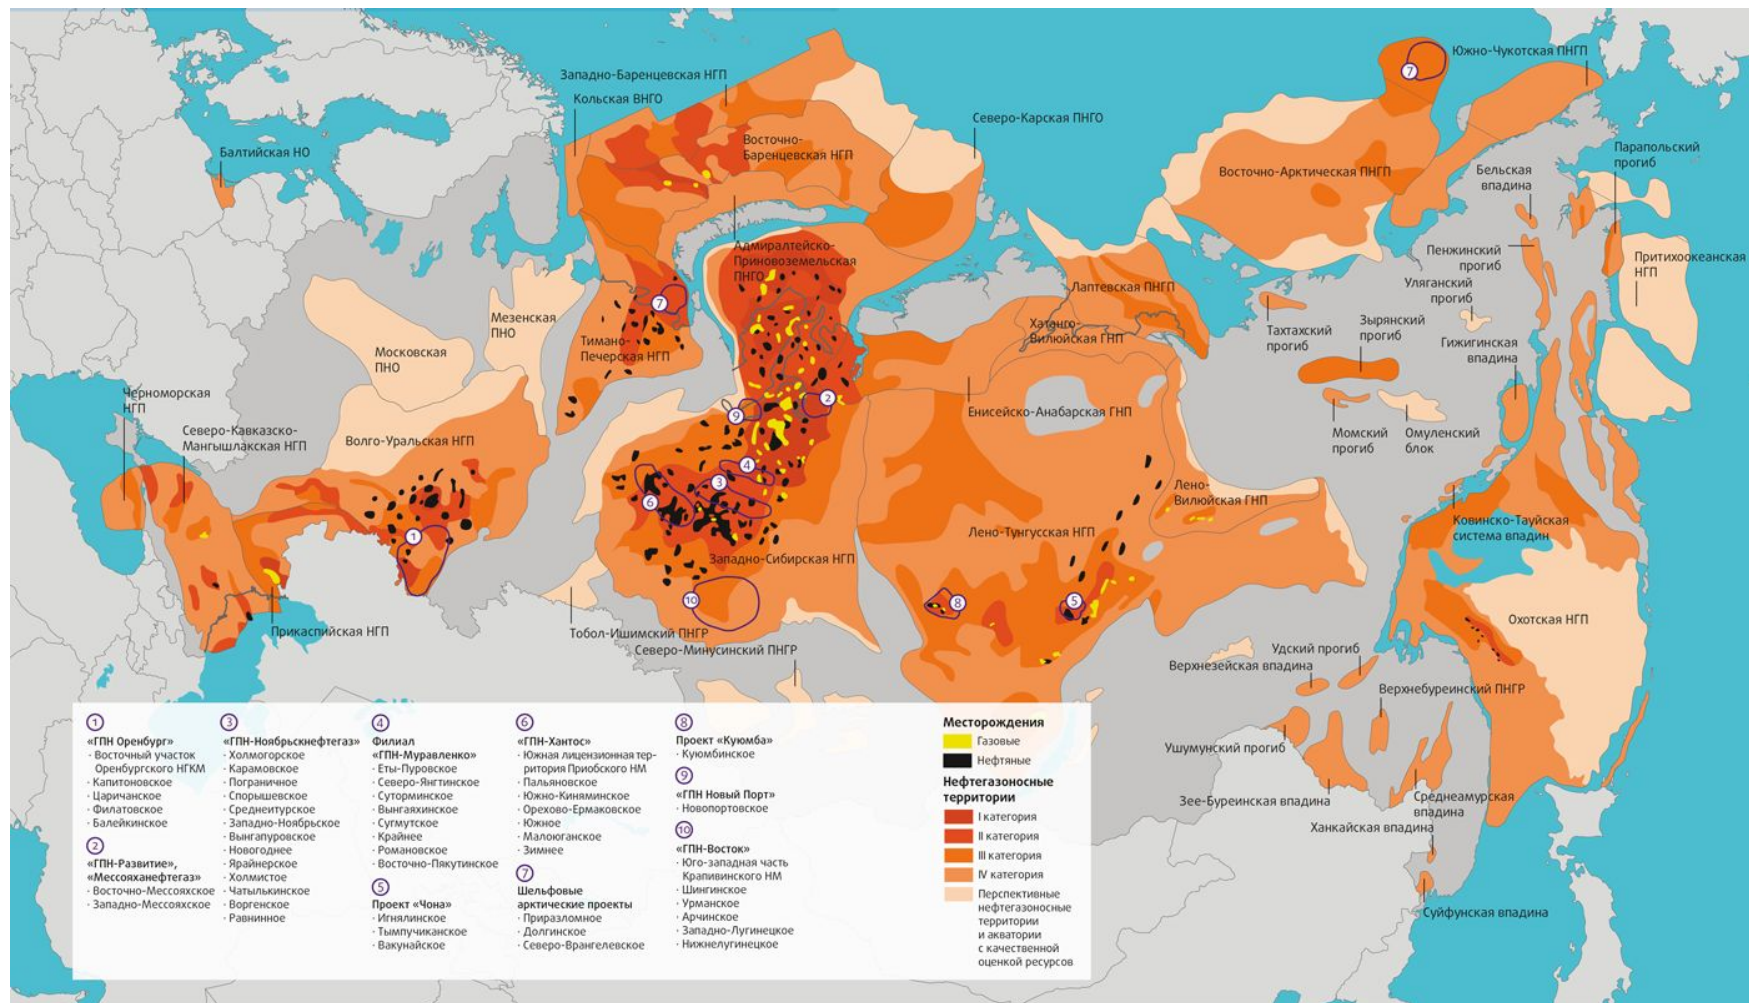 Западно-Баренцевская НГП
Кольская ВНГО
Южно-Чукотская ПНГП
7
Северо-Карская ПНГО
Балтийская НО
Восточно-
Баренцевская НГП
Восточно-Арктическая ПНГП
Парапольский
прогиб
Бельская
впадина
Адмиралтейско-
Приновоземельская
ПНГО
Пенжинский
прогиб
Притихоокеанская
НГП
Уляганский
прогиб
Лаптевская ПНГП
7
Мезенская
ПНО
Тимано-
Печерская НГП
Хатанго-
Вилюйская ГНП
Тахтахский
прогиб
Зырянский
прогиб
Гижигинская
впадина
Московская
ПНО
Черноморская
НГП
2
9
Енисейско-Анабарская ГНП
Момский
прогиб
Омуленский
блок
Северо-Кавказско-
Мангышлакская НГП
Волго-Уральская НГП
4
3
6
Лено-
Вилюйская ГНП
1
Лено-Тунгусская НГП
Ковинско-Тауйская
система впадин
Западно-Сибирская НГП
10
8
5
Охотская НГП
Прикаспийская НГП
Тобол-Ишимский ПНГР
Северо-Минусинский ПНГР
Удский прогиб
Верхнезейская впадина
Верхнебуреинский ПНГР
Ушумунский прогиб
Зее-Буреинская впадина
Среднеамурская
впадина
Ханкайская впадина
Суйфунская впадина
1
«ГПН Оренбург»
· Восточный участок
Оренбургского НГКМ
· Капитоновское
· Царичанское
· Филатовское
· Балейкинское
2
«ГПН-Развитие»,
«Мессояханефтегаз»
· Восточно-Мессояхское
· Западно-Мессояхское
3
«ГПН-Ноябрьскнефтегаз»
· Холмогорское
· Карамовское
· Пограничное
· Спорышевское
· Среднеитурское
· Западно-Ноябрьское
· Вынгапуровское
· Новогоднее
· Ярайнерское
· Холмистое
· Чатылькинское
· Воргенское
· Равнинное
4
Филиал
«ГПН-Муравленко»
· Еты-Пуровское
· Северо-Янгтинское
· Суторминское
· Вынгаяхинское
· Сугмутское
· Крайнее
· Романовское
· Восточно-Пякутинское
5
Проект «Чона»
· Игнялинское
· Тымпучиканское
· Вакунайское
6
«ГПН-Хантос»
· Южная лицензионная тер-
ритория Приобского НМ
· Пальяновское
· Южно-Киняминское
· Орехово-Ермаковское
· Южное
· Малоюганское
· Зимнее
7
Шельфовые
арктические проекты
· Приразломное
· Долгинское
· Северо-Врангелевское
8
Проект «Куюмба»
· Куюмбинское
9
«ГПН Новый Порт»
· Новопортовское
10
«ГПН-Восток»
· Юго-западная часть
Крапивинского НМ
· Шингинское
· Урманское
· Арчинское
· Западно-Лугинецкое
· Нижнелугинецкое
Месторождения
Газовые
Нефтяные
Нефтегазоносные
территории
I категория
II категория
III категория
IV категория
Перспективные
нефтегазоносные
территории
и акватории
с качественной
оценкой ресурсов